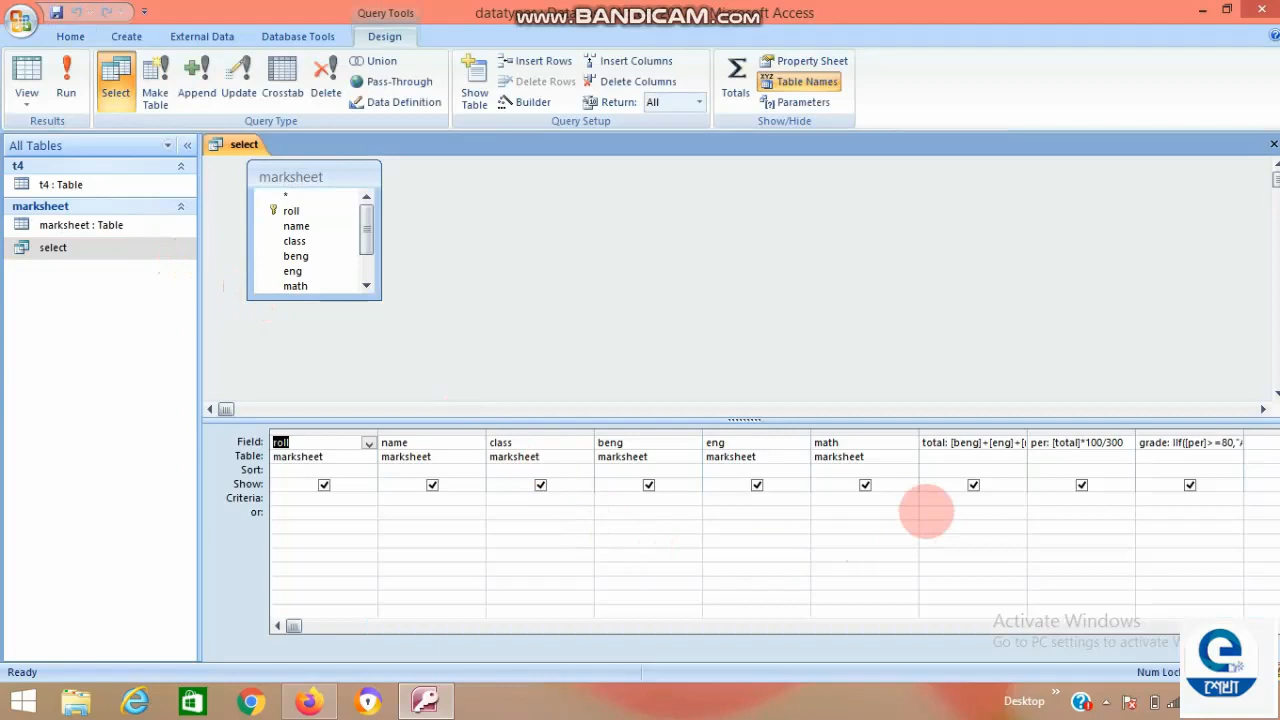 Query Tools
www.BANDICAM.com
Microsoft Access
Home
Create
External Data
Database Tools
Design
View
Run
Results
Select
Make Table
Append
Update
Crosstab
Delete
Union
Pass-Through
Data Definition
Query Type
Show Table
Insert Rows
Delete Rows
Builder
Insert Columns
Delete Columns
Return: All
Query Setup
Totals
Property Sheet
Table Names
Parameters
Show/Hide
All Tables
t4
t4 : Table
marksheet
marksheet : Table
select
select
marksheet
*
roll
name
class
beng
eng
math
Field: roll name class beng eng math total: [beng]+[eng]+[ per: [total]*100/300 grade: IIf([per]>=80,"
Table: marksheet marksheet marksheet marksheet marksheet marksheet
Sort:
Show:
Criteria:
or:
Activate Windows
Go to PC settings to activate
Ready
Num Lock
Desktop